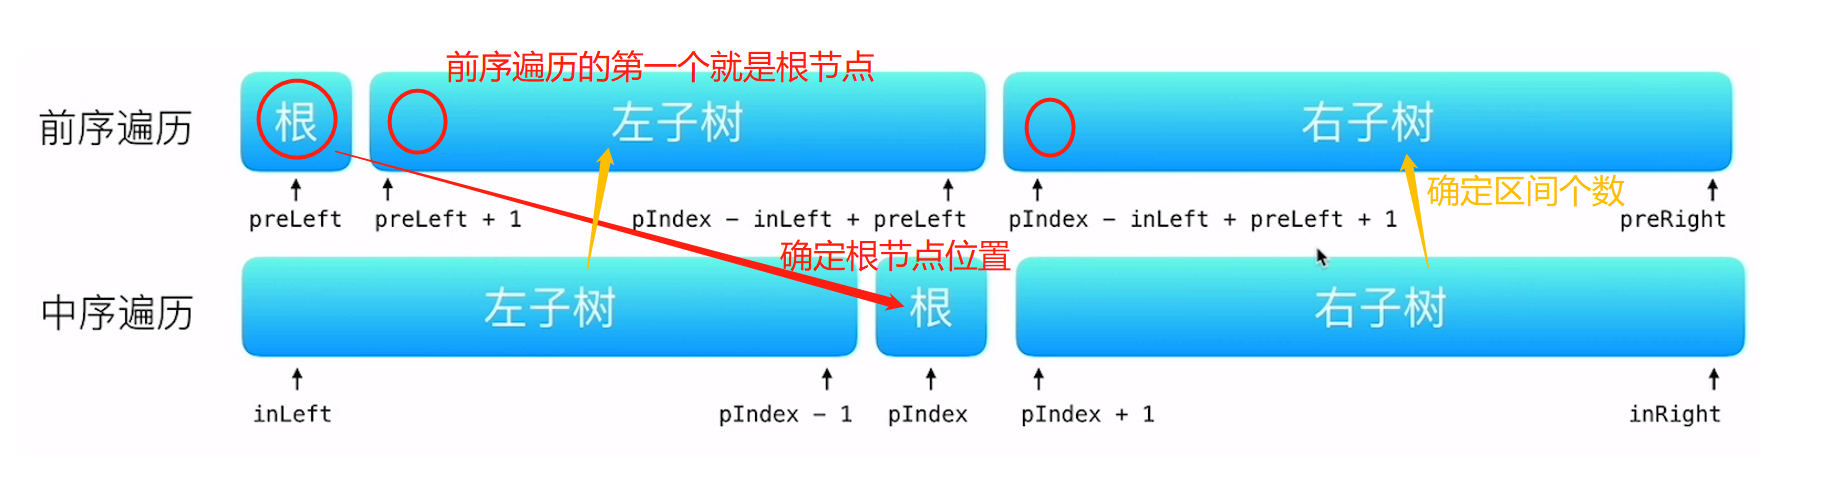 前序遍历的第一个就是根节点
前序遍历 根 左子树 右子树
确定区间个数
preLeft preLeft + 1 pIndex − inLeft + preLeft pIndex − inLeft + preLeft + 1 preRight
确定根节点位置
中序遍历 左子树 根 右子树
inLeft pIndex − 1 pIndex pIndex + 1 inRight